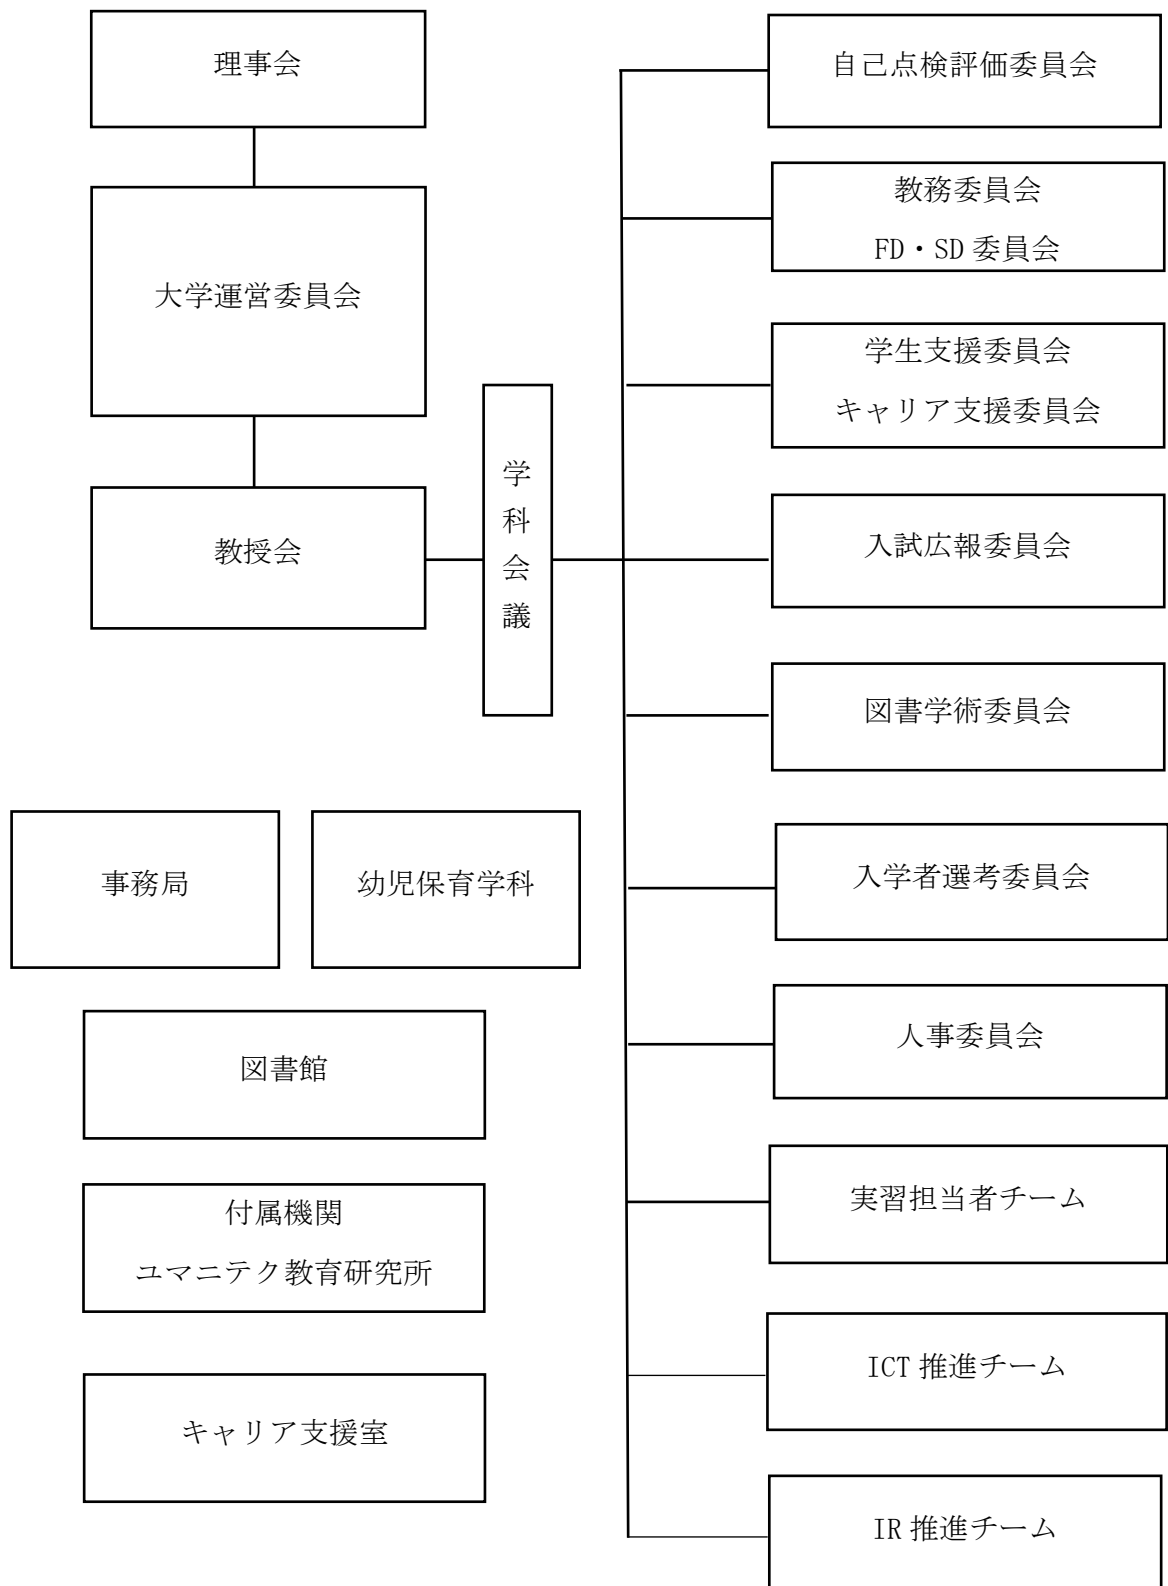 理事会
大学運営委員会
教授会
学科会議
自己点検評価委員会
教務委員会
FD・SD 委員会
学生支援委員会
キャリア支援委員会
入試広報委員会
図書学術委員会
入学者選考委員会
人事委員会
実習担当者チーム
ICT 推進チーム
IR 推進チーム
事務局
幼児保育学科
図書館
付属機関
ユマニテク教育研究所
キャリア支援室